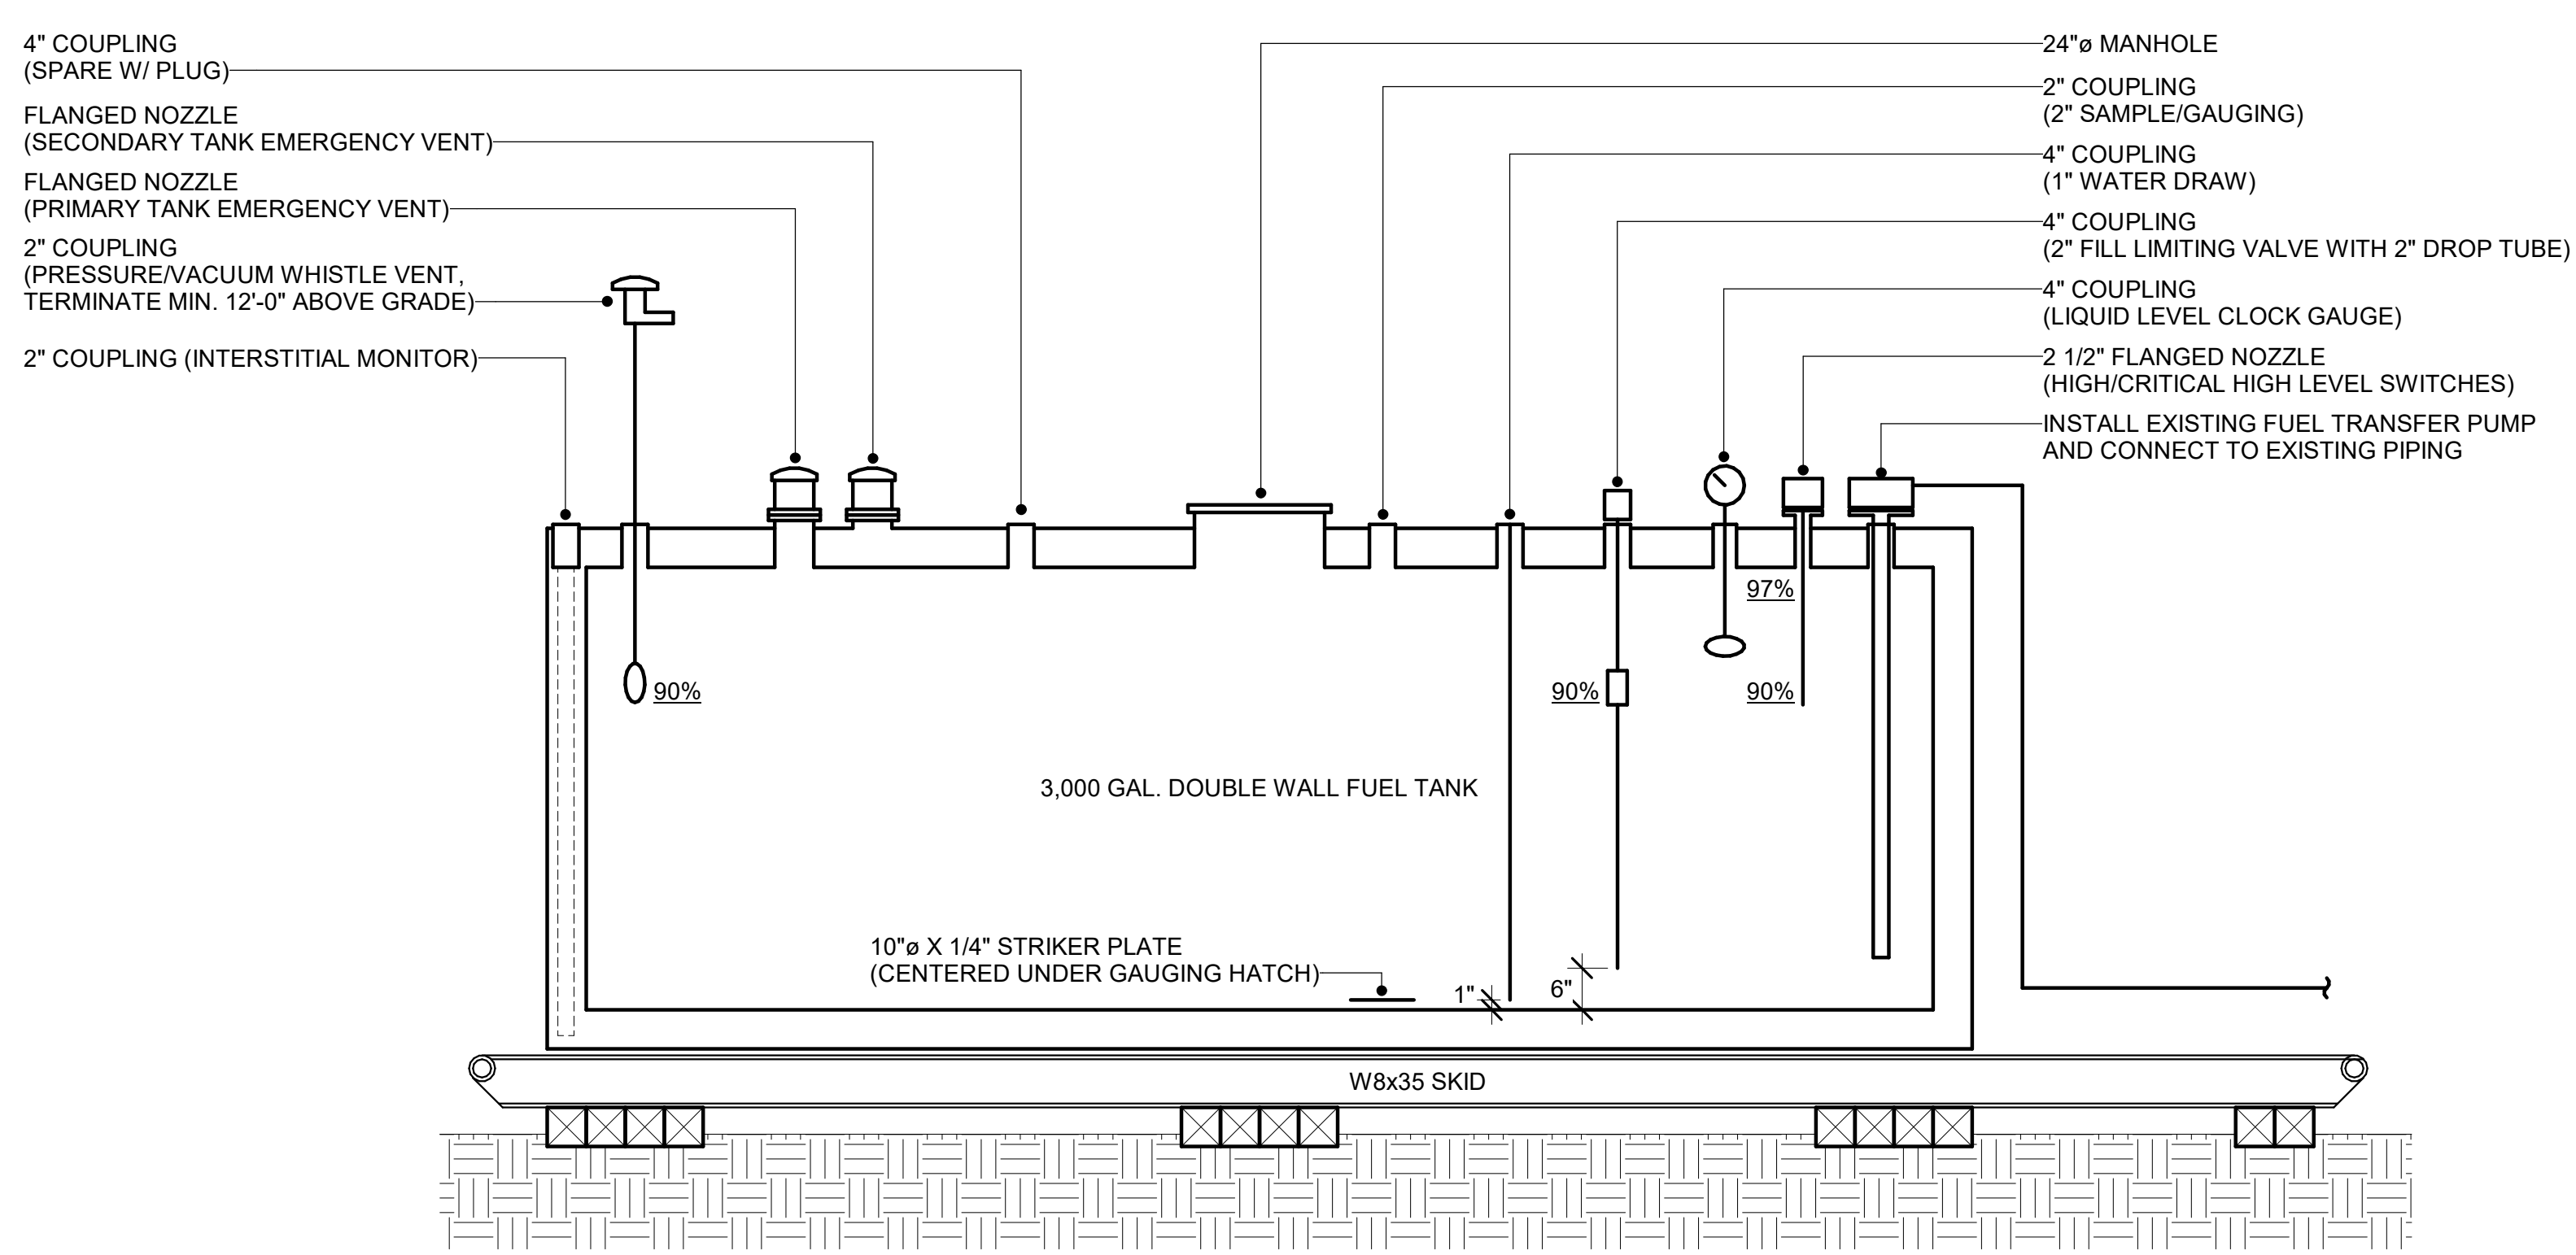 4" COUPLING
(SPARE W/ PLUG)
FLANGED NOZZLE
(SECONDARY TANK EMERGENCY VENT)
FLANGED NOZZLE
(PRIMARY TANK EMERGENCY VENT)
2" COUPLING
(PRESSURE/VACUUM WHISTLE VENT,
TERMINATE MIN. 12'-0" ABOVE GRADE)
2" COUPLING (INTERSTITIAL MONITOR)
24"ø MANHOLE
2" COUPLING
(2" SAMPLE/GAUGING)
4" COUPLING
(1" WATER DRAW)
4" COUPLING
(2" FILL LIMITING VALVE WITH 2" DROP TUBE)
4" COUPLING
(LIQUID LEVEL CLOCK GAUGE)
2 1/2" FLANGED NOZZLE
(HIGH/CRITICAL HIGH LEVEL SWITCHES)
INSTALL EXISTING FUEL TRANSFER PUMP
AND CONNECT TO EXISTING PIPING
97%
90%
90%
90%
3,000 GAL. DOUBLE WALL FUEL TANK
10"ø X 1/4" STRIKER PLATE
(CENTERED UNDER GAUGING HATCH)
1"
6"
W8x35 SKID